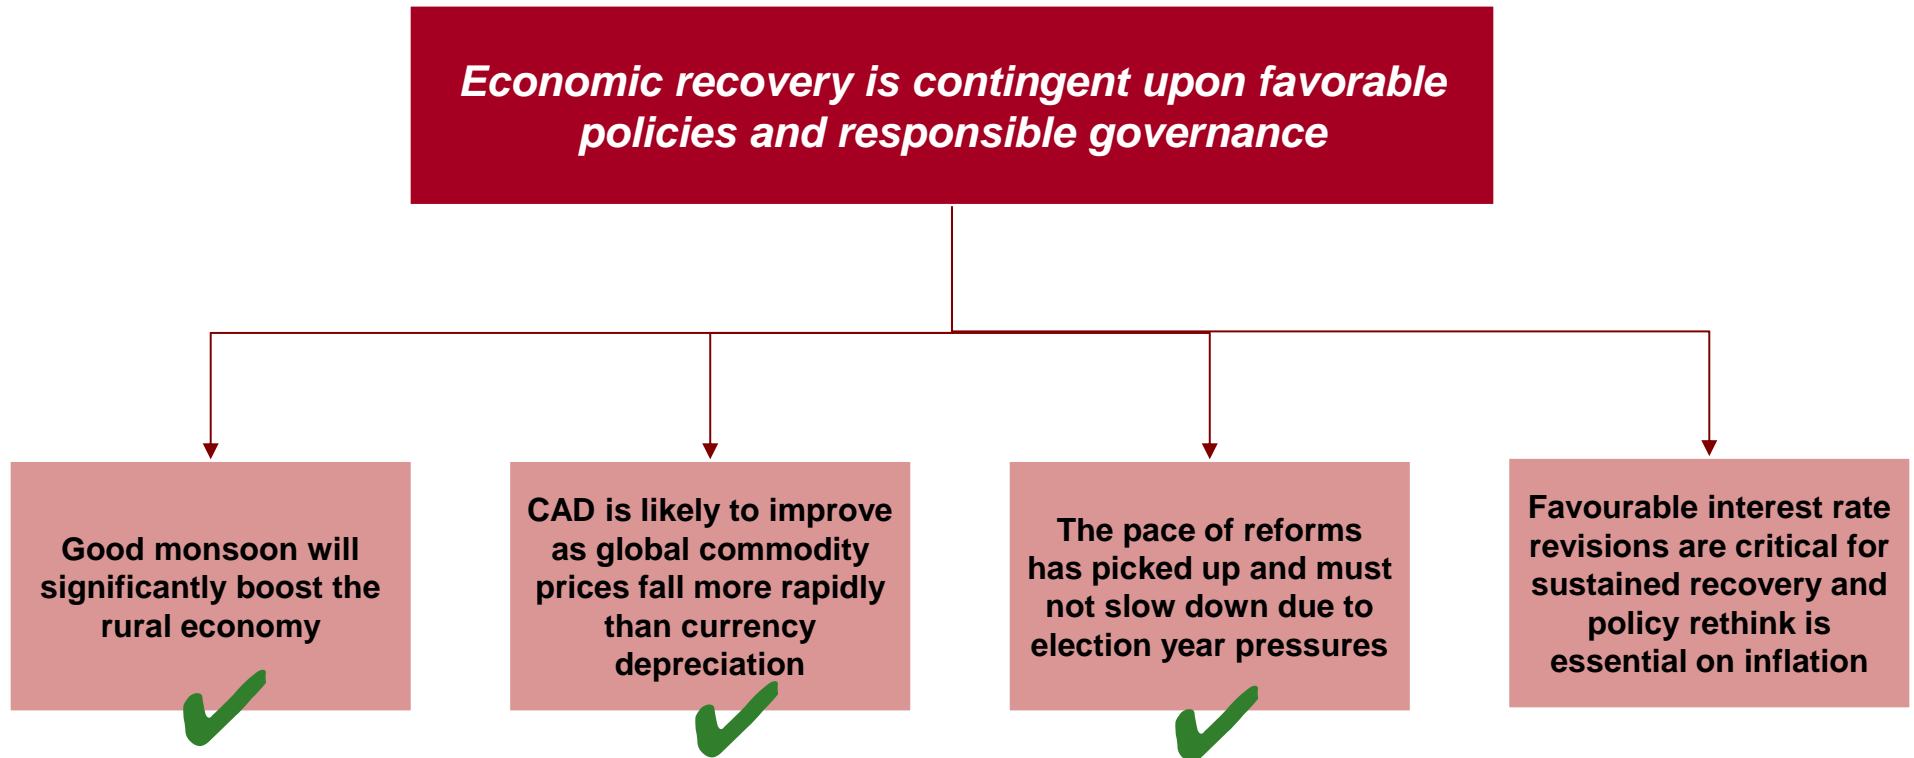 Economic recovery is contingent upon favorable
policies and responsible governance
Good monsoon will
significantly boost the
rural economy
CAD is likely to improve
as global commodity
prices fall more rapidly
than currency
depreciation
The pace of reforms
has picked up and must
not slow down due to
election year pressures
Favourable interest rate
revisions are critical for
sustained recovery and
policy rethink is
essential on inflation